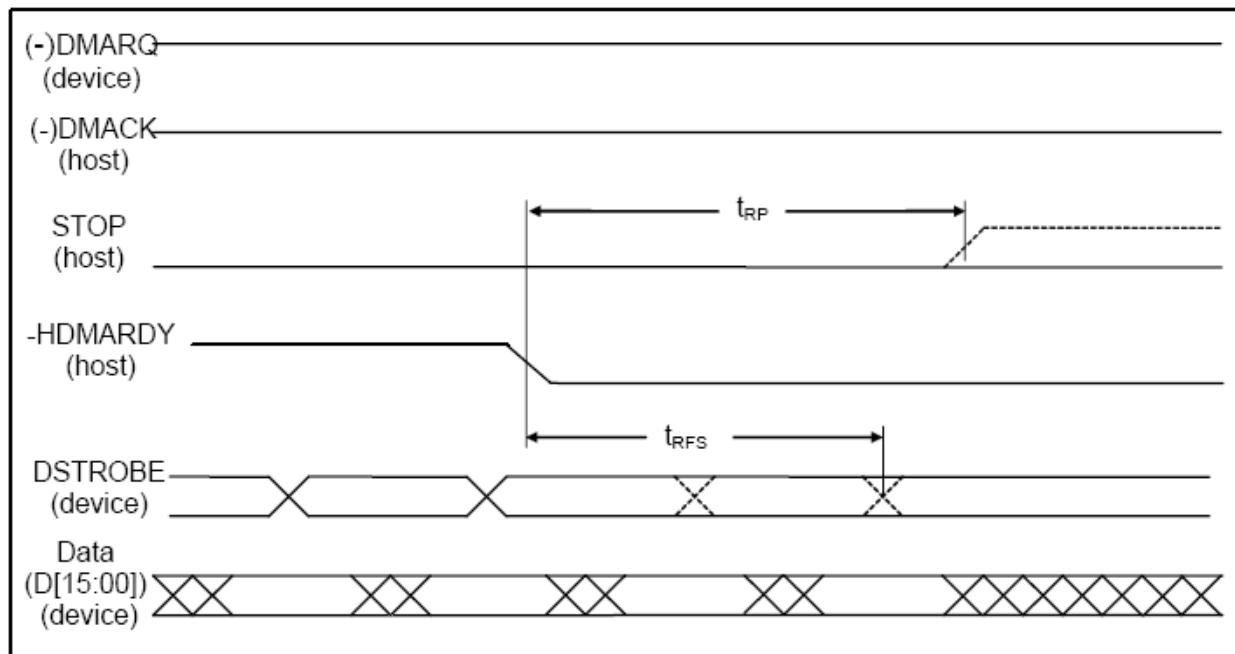 (-)DMARQ
(device)
(-)DMACK
(host)
tRP
STOP
(host)
-HDMARDY
(host)
tRFS
DSTROBE
(device)
Data
(D[15:00])
(device)